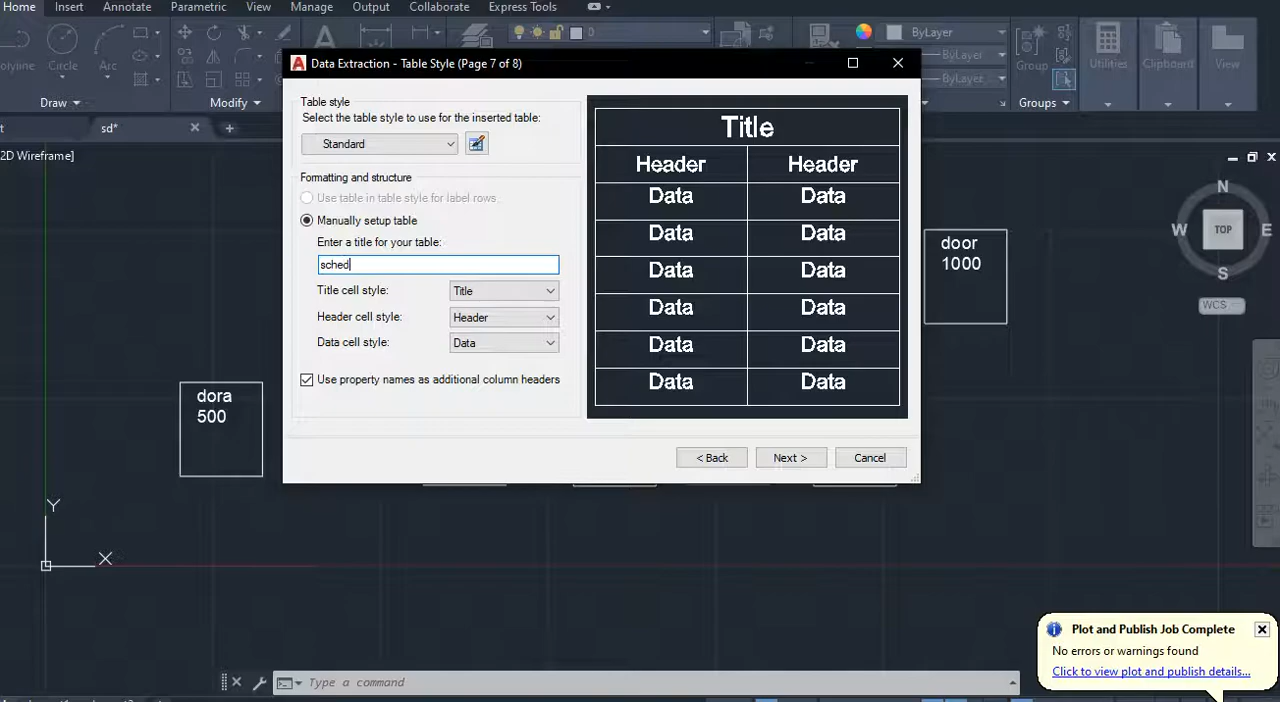 Home Insert Annotate Parametric View Manage Output Collaborate Express Tools
0 ByLayer
ByLayer
Circle Arc Group Utilities Clipboard View
ByLayer
Draw Modify Groups
Data Extraction - Table Style (Page 7 of 8)
sd*
2D Wireframe]
Table style
Select the table style to use for the inserted table:
Standard
Formatting and structure
Use table in table style for label rows.
Manually setup table
Enter a title for your table:
sched
Title cell style: Title
Header cell style: Header
Data cell style: Data
Use property names as additional column headers
Title
Header Header
Data Data
Data Data
Data Data
Data Data
Data Data
Data Data
< Back Next > Cancel
N
W TOP E
S
WCS
door
1000
dora
500
Y
X
Plot and Publish Job Complete
No errors or warnings found
Click to view plot and publish details...
Type a command